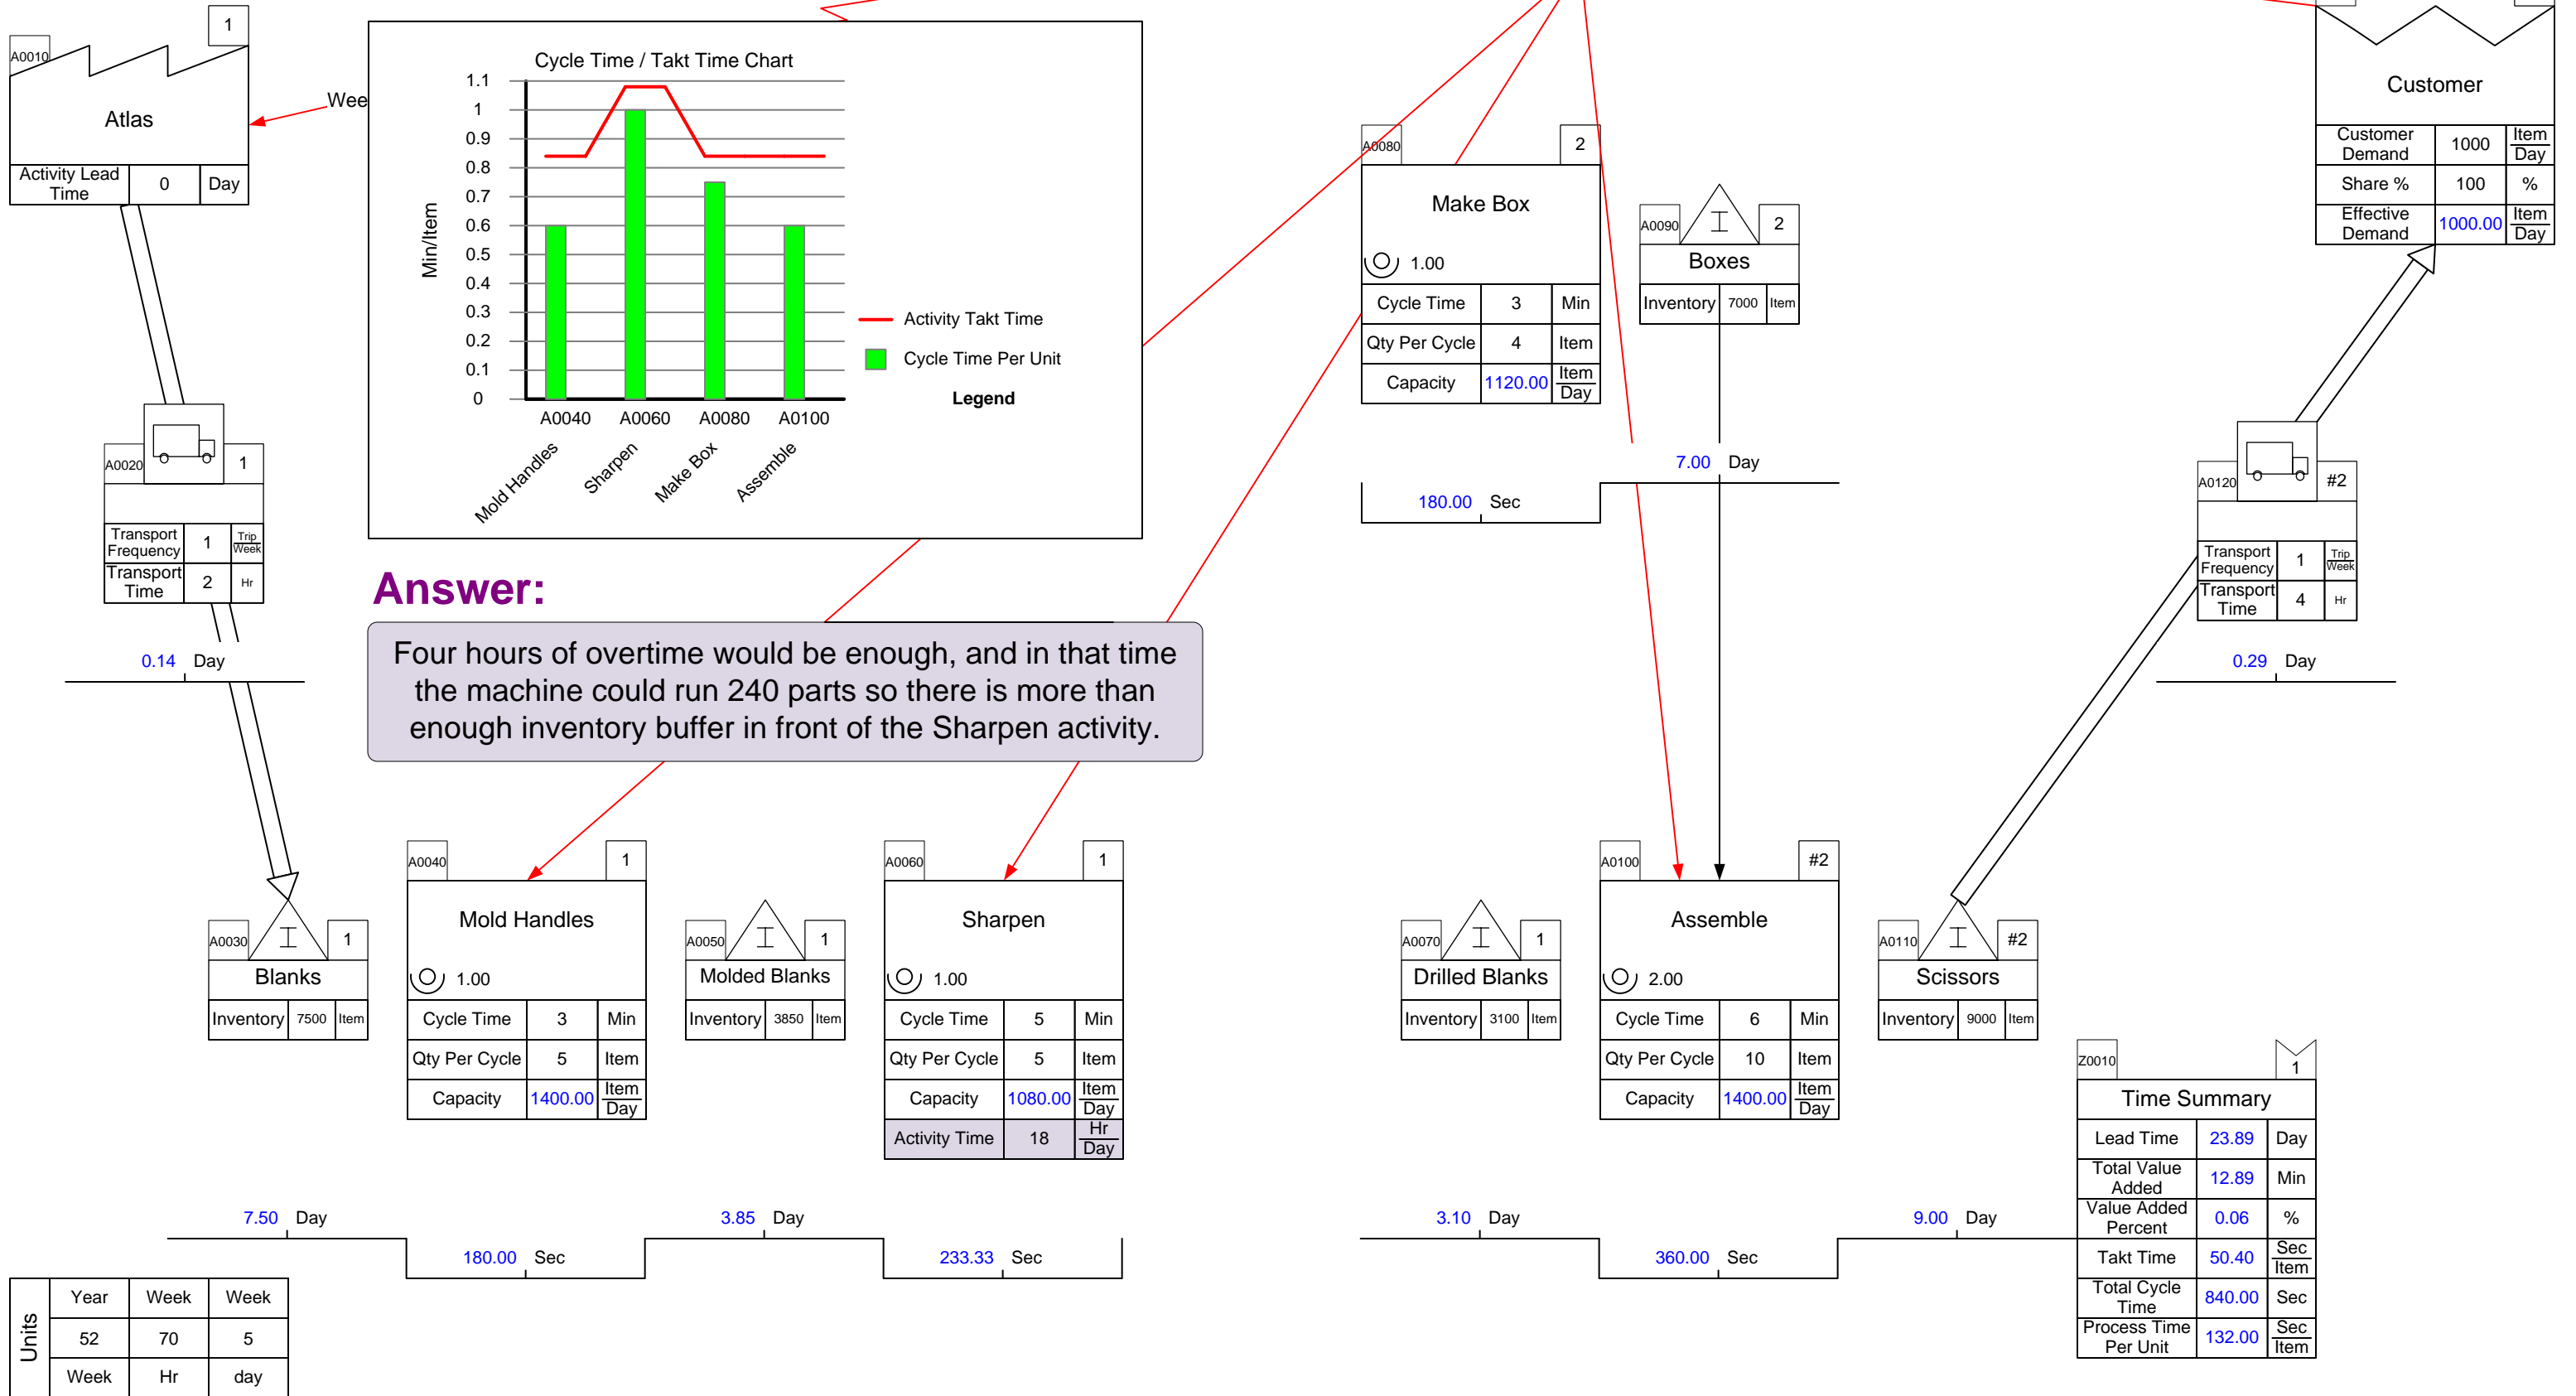 1
A0010
Atlas
Activity Lead Time 0 Day
Wee
Cycle Time / Takt Time Chart
Min/Item
1.1
1
0.9
0.8
0.7
0.6
0.5
0.4
0.3
0.2
0.1
0
A0040 A0060 A0080 A0100
Mold Handles
Sharpen
Make Box
Assemble
Activity Takt Time
Cycle Time Per Unit
Legend
A0080 2
Make Box
1.00
Cycle Time 3 Min
Qty Per Cycle 4 Item
Capacity 1120.00 Item Day
A0090 I 2
Boxes
Inventory 7000 Item
7.00 Day
180.00 Sec
Customer
Customer Demand 1000 Item Day
Share % 100 %
Effective Demand 1000.00 Item Day
A0020 1
Transport Frequency 1 Trip Week
Transport Time 2 Hr
0.14 Day
A0120 #2
Transport Frequency 1 Trip Week
Transport Time 4 Hr
0.29 Day
Answer:
Four hours of overtime would be enough, and in that time
the machine could run 240 parts so there is more than
enough inventory buffer in front of the Sharpen activity.
A0030 I 1
Blanks
Inventory 7500 Item
A0040 1
Mold Handles
1.00
Cycle Time 3 Min
Qty Per Cycle 5 Item
Capacity 1400.00 Item Day
A0050 I 1
Molded Blanks
Inventory 3850 Item
A0060 1
Sharpen
1.00
Cycle Time 5 Min
Qty Per Cycle 5 Item
Capacity 1080.00 Item Day
Activity Time 18 Hr Day
A0070 I 1
Drilled Blanks
Inventory 3100 Item
A0100 #2
Assemble
2.00
Cycle Time 6 Min
Qty Per Cycle 10 Item
Capacity 1400.00 Item Day
A0110 I #2
Scissors
Inventory 9000 Item
7.50 Day
180.00 Sec
3.85 Day
233.33 Sec
3.10 Day
360.00 Sec
9.00 Day
Z0010 1
Time Summary
Lead Time 23.89 Day
Total Value Added 12.89 Min
Value Added Percent 0.06 %
Takt Time 50.40 Sec Item
Total Cycle Time 840.00 Sec
Process Time Per Unit 132.00 Sec Item
Units
Year Week Week
52 70 5
Week Hr day